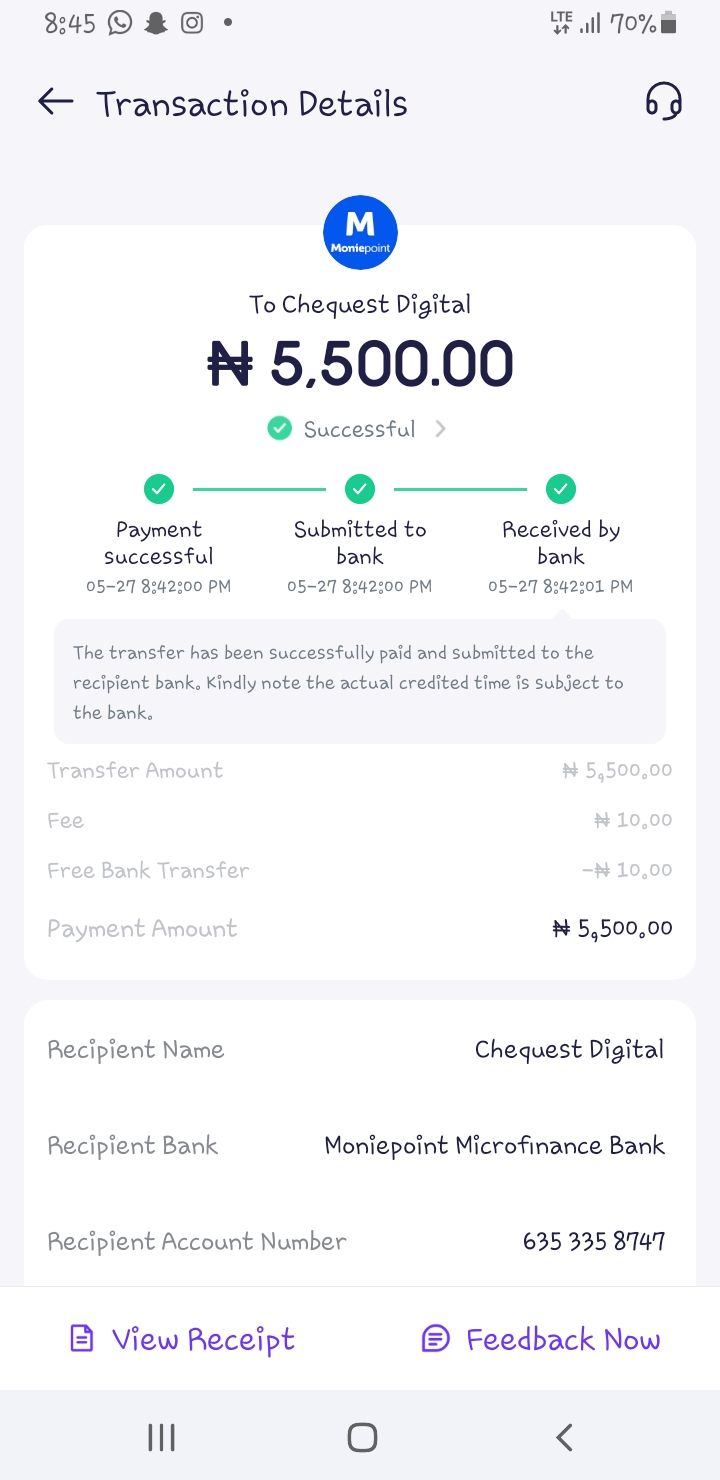 8:45
LTE 70%
Transaction Details
M
Moniepoint
To Chequest Digital
₦ 5,500.00
Successful
Payment successful
05-27 8:42:00 PM
Submitted to bank
05-27 8:42:00 PM
Received by bank
05-27 8:42:01 PM
The transfer has been successfully paid and submitted to the
recipient bank. Kindly note the actual credited time is subject to
the bank.
Transfer Amount ₦ 5,500.00
Fee ₦ 10.00
Free Bank Transfer -₦ 10.00
Payment Amount ₦ 5,500.00
Recipient Name Chequest Digital
Recipient Bank Moniepoint Microfinance Bank
Recipient Account Number 635 335 8747
View Receipt
Feedback Now